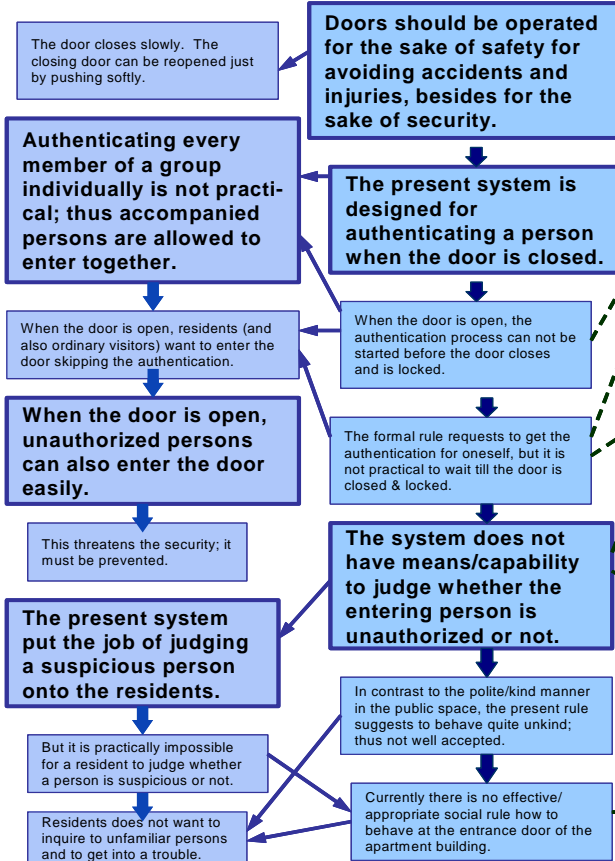 The door closes slowly.  The
closing door can be reopened just
by pushing softly.
Doors should be operated
for the sake of safety for
avoiding accidents and
injuries, besides for the
sake of security.
Authenticating every
member of a group
individually is not practi-
cal; thus accompanied
persons are allowed to
enter together.
The present system is
designed for
authenticating a person
when the door is closed.
When the door is open, residents (and
also ordinary visitors) want to enter the
door skipping the authentication.
When the door is open, the
authentication process can not be
started before the door closes
and is locked.
When the door is open,
unauthorized persons
can also enter the door
easily.
The formal rule requests to get the
authentication for oneself, but it is
not practical to wait till the door is
closed & locked.
This threatens the security; it
must be prevented.
The system does not
have means/capability
to judge whether the
entering person is
unauthorized or not.
The present system
put the job of judging
a suspicious person
onto the residents.
In contrast to the polite/kind manner
in the public space, the present rule
suggests to behave quite unkind;
thus not well accepted.
But it is practically impossible
for a resident to judge whether
a person is suspicious or not.
Currently there is no effective/
appropriate social rule how to
behave at the entrance door of the
apartment building.
Residents does not want to
inquire to unfamiliar persons
and to get into a trouble.